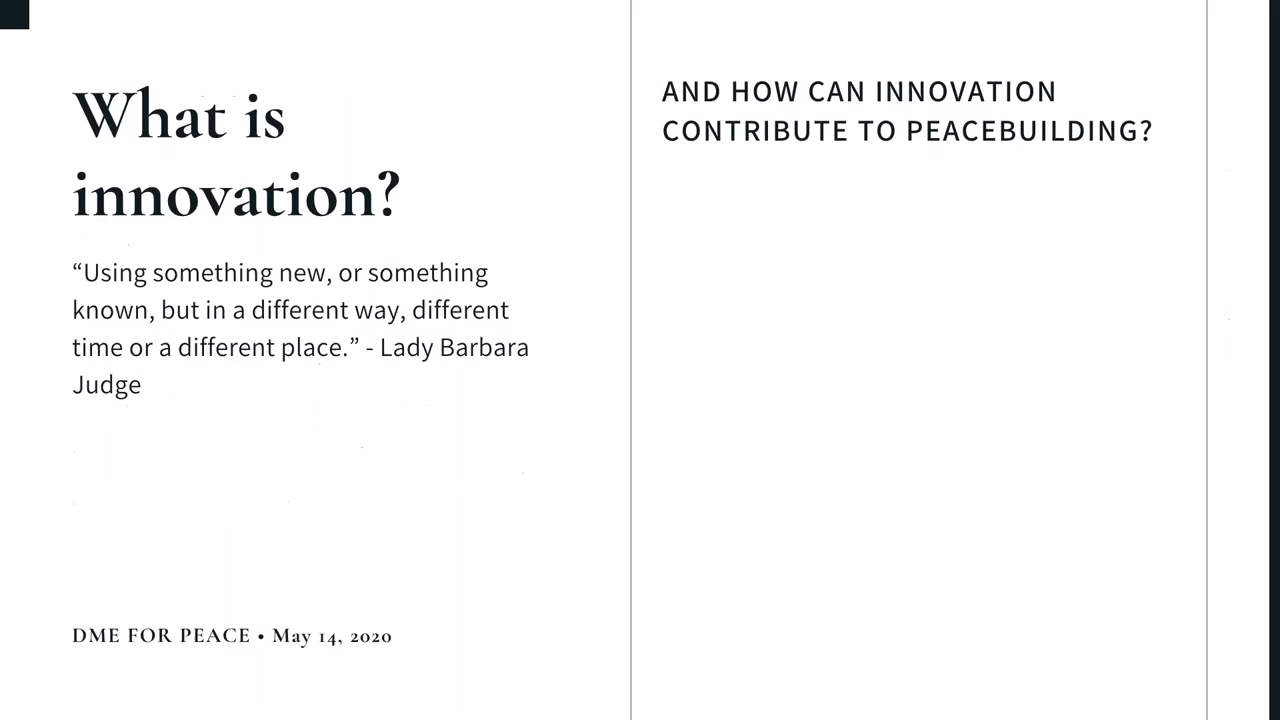 What is
innovation?
“Using something new, or something
known, but in a different way, different
time or a different place.” - Lady Barbara
Judge
DME FOR PEACE • May 14, 2020
AND HOW CAN INNOVATION
CONTRIBUTE TO PEACEBUILDING?